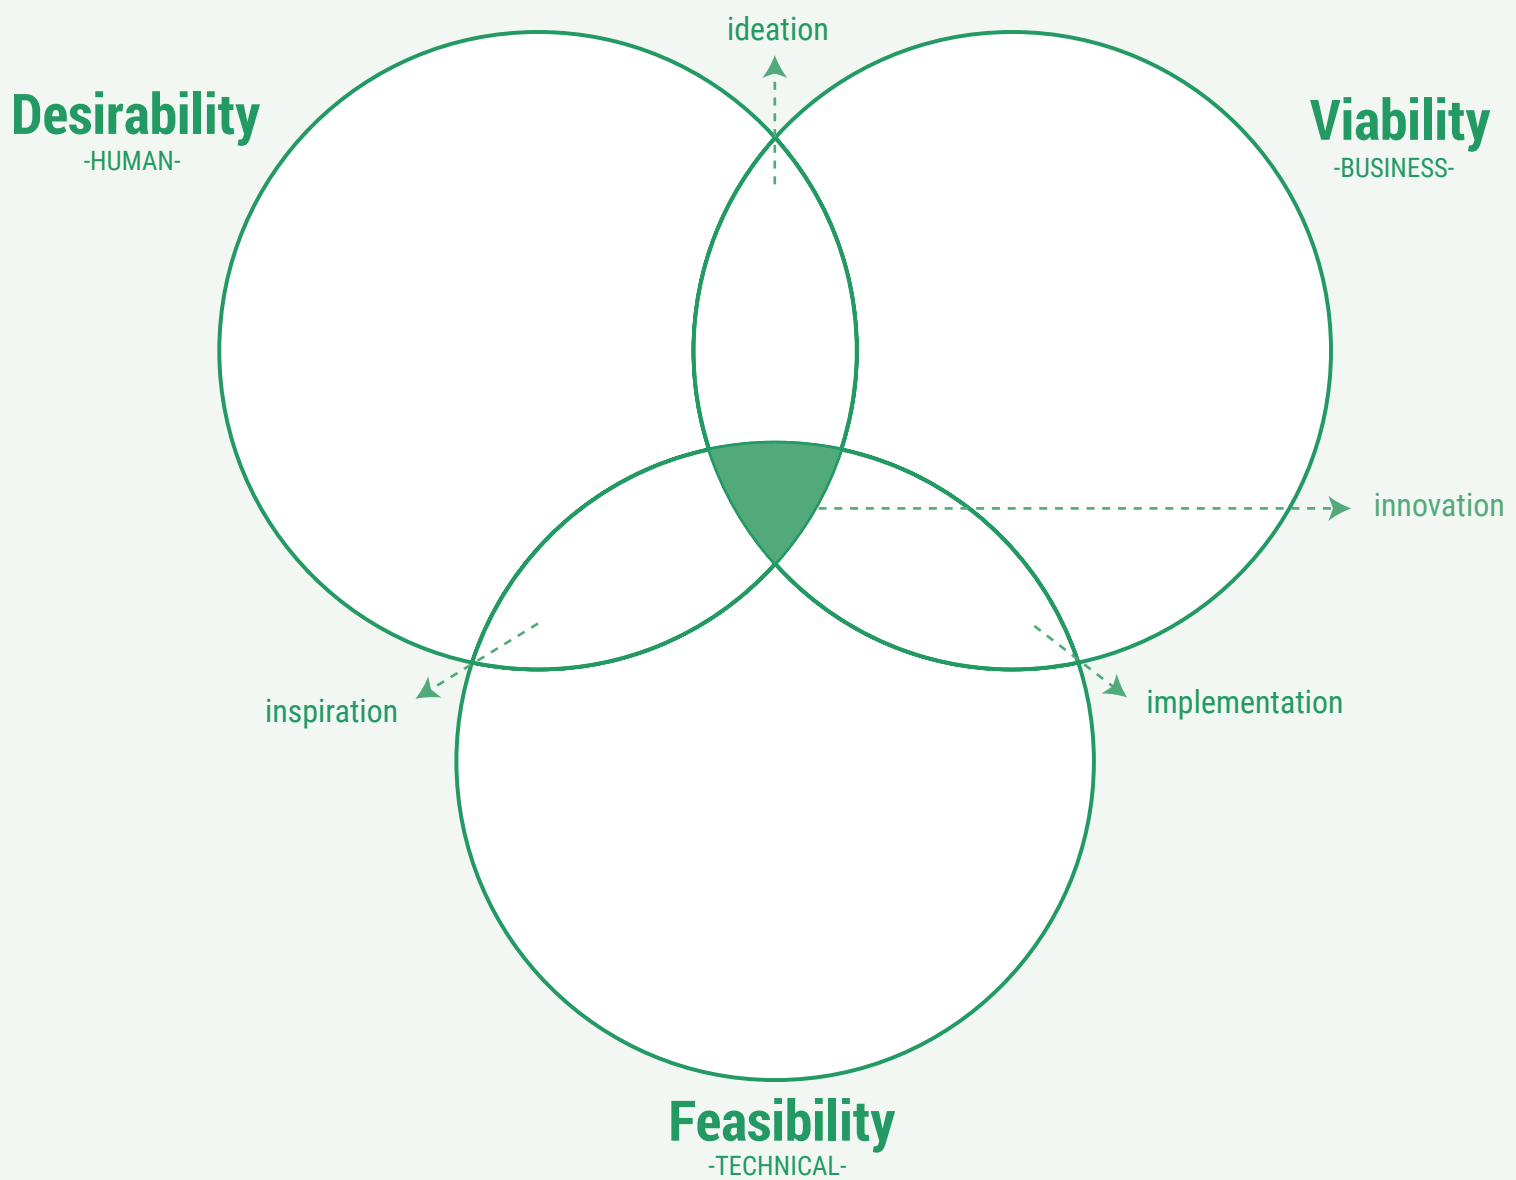 ideation
Desirability
-HUMAN-
Viability
-BUSINESS-
innovation
inspiration
implementation
Feasibility
-TECHNICAL-